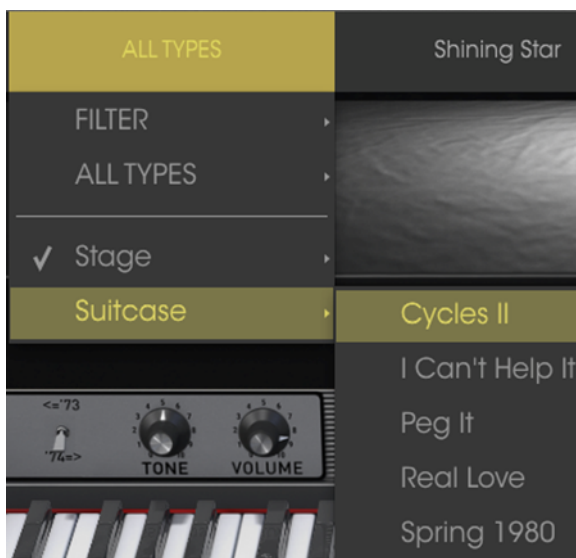 ALL TYPES
Shining Star
FILTER
ALL TYPES
Stage
Suitcase
Cycles II
I Can't Help It
Peg It
Real Love
Spring 1980
<='73
'74=>
TONE
VOLUME